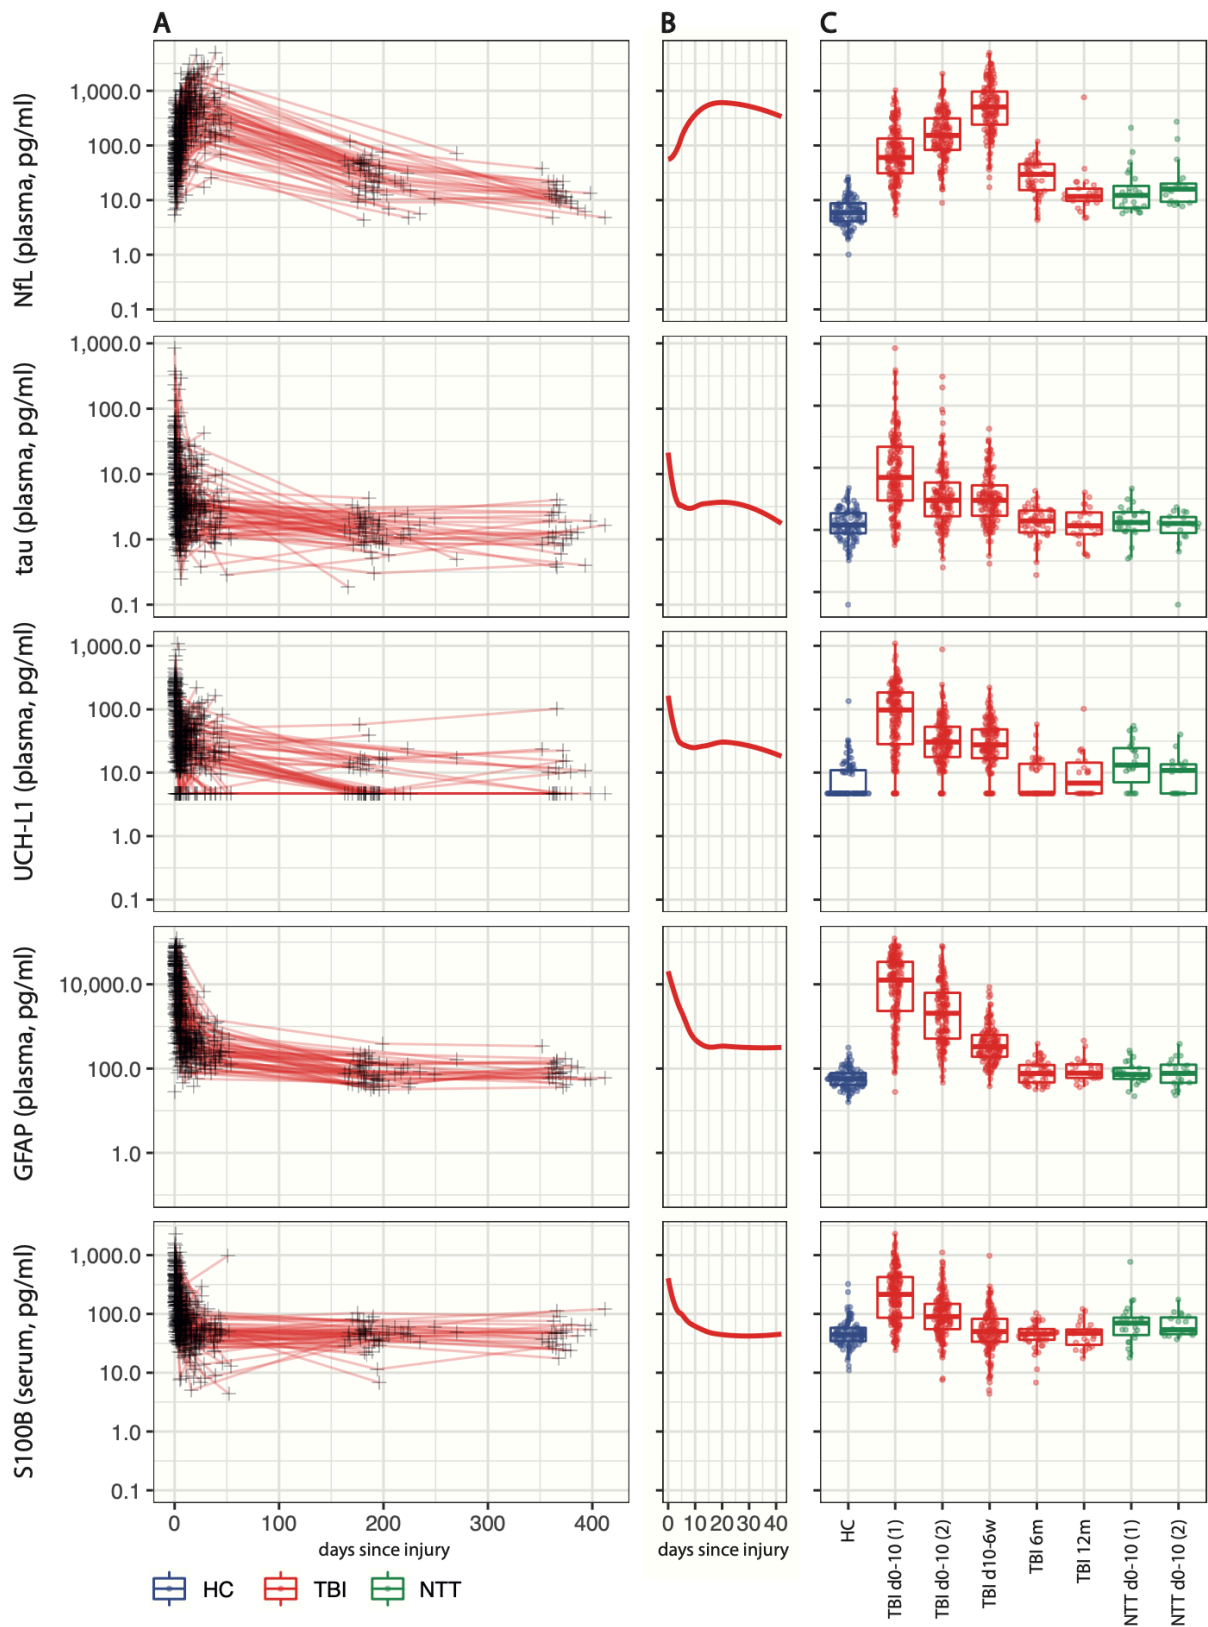 A B C
NfL (plasma, pg/ml)
1,000.0
100.0
10.0
1.0
0.1
tau (plasma, pg/ml)
1,000.0
100.0
10.0
1.0
0.1
UCH-L1 (plasma, pg/ml)
1,000.0
100.0
10.0
1.0
0.1
GFAP (plasma, pg/ml)
10,000.0
100.0
1.0
S100B (serum, pg/ml)
1,000.0
100.0
10.0
1.0
0.1
0 100 200 300 400
days since injury
0 10 20 30 40
days since injury
HC
TBI d0-10 (1)
TBI d0-10 (2)
TBI d10-6w
TBI 6m
TBI 12m
NTT d0-10 (1)
NTT d0-10 (2)
HC TBI NTT